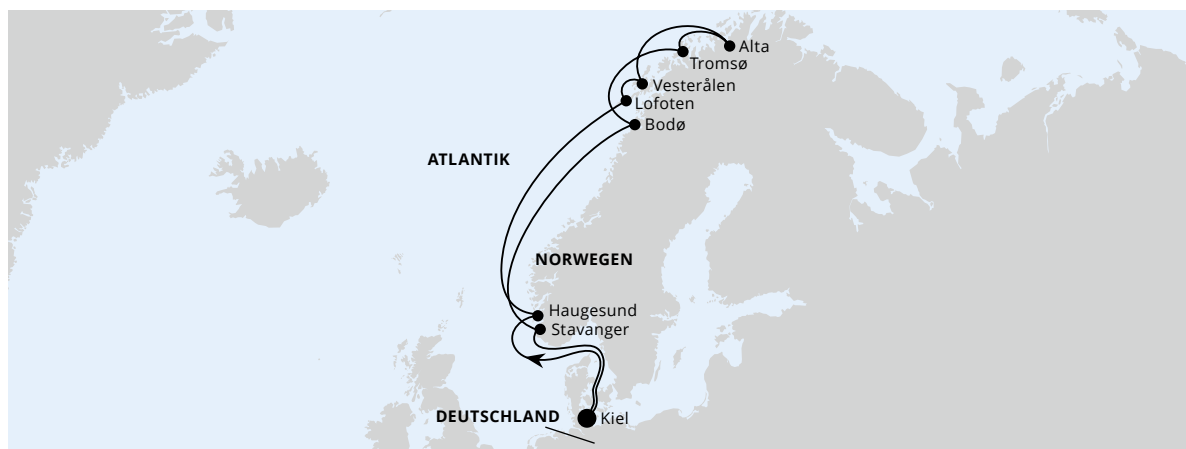 Alta
Tromsø
Vesterålen
Lofoten
Bodø
ATLANTIK
NORWEGEN
Haugesund
Stavanger
DEUTSCHLAND
Kiel